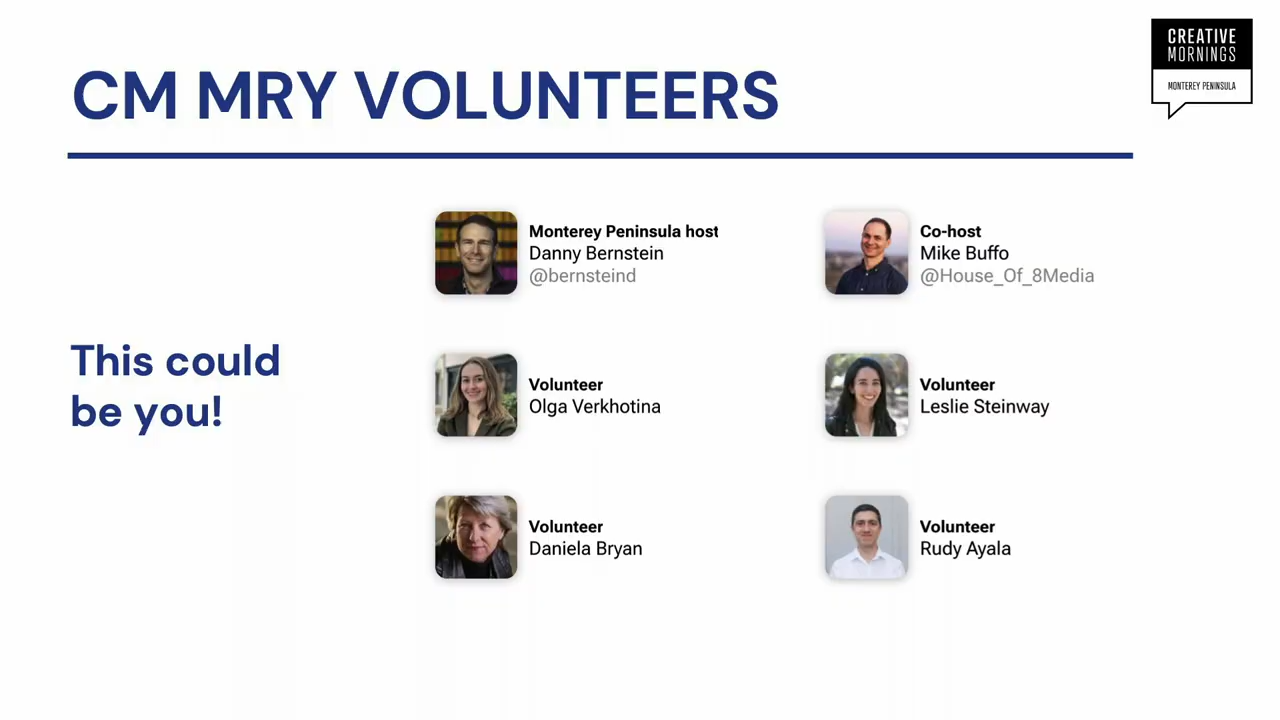 CREATIVE
MORNINGS
MONTEREY PENINSULA
CM MRY VOLUNTEERS
This could
be you!
Monterey Peninsula host
Danny Bernstein
@bernsteind
Co-host
Mike Buffo
@House_Of_8Media
Volunteer
Olga Verkhotina
Volunteer
Leslie Steinway
Volunteer
Daniela Bryan
Volunteer
Rudy Ayala